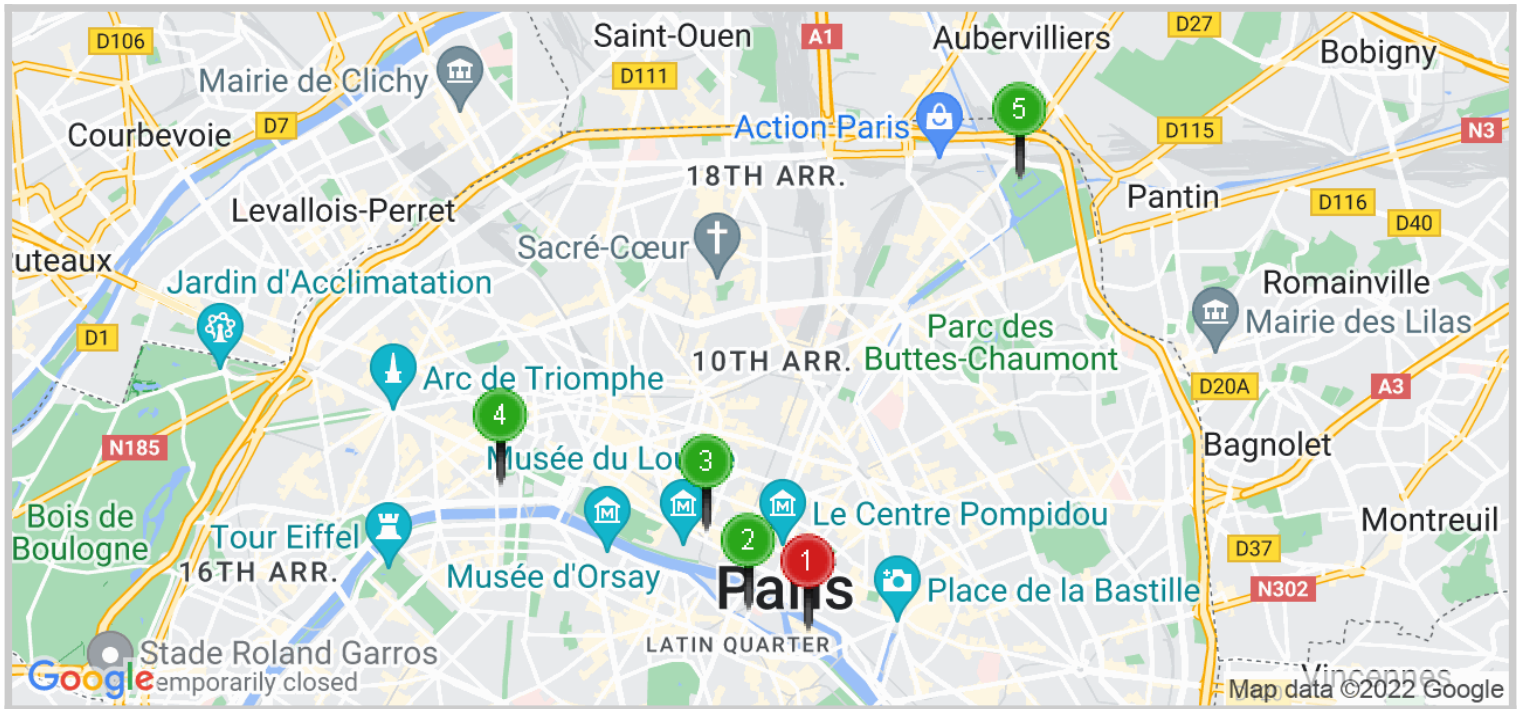 D106
Saint-Ouen
A1
Aubervilliers
D27
Bobigny
Mairie de Clichy
D111
Courbevoie
D7
Action Paris
5
D115
N3
18TH ARR.
Levallois-Perret
Pantin
D116
D40
Sacré-Cœur
uteaux
Jardin d'Acclimatation
Romainville
D1
Parc des
Buttes-Chaumont
Mairie des Lilas
10TH ARR.
Arc de Triomphe
D20A
A3
4
N185
Musée du Lou
3
Bagnolet
Le Centre Pompidou
Bois de
Boulogne
Tour Eiffel
2
1
Montreuil
D37
16TH ARR.
Musée d'Orsay
Paris
Place de la Bastille
N302
LATIN QUARTER
Stade Roland Garros
Google
emporarily closed
Vincennes
Map data ©2022 Google